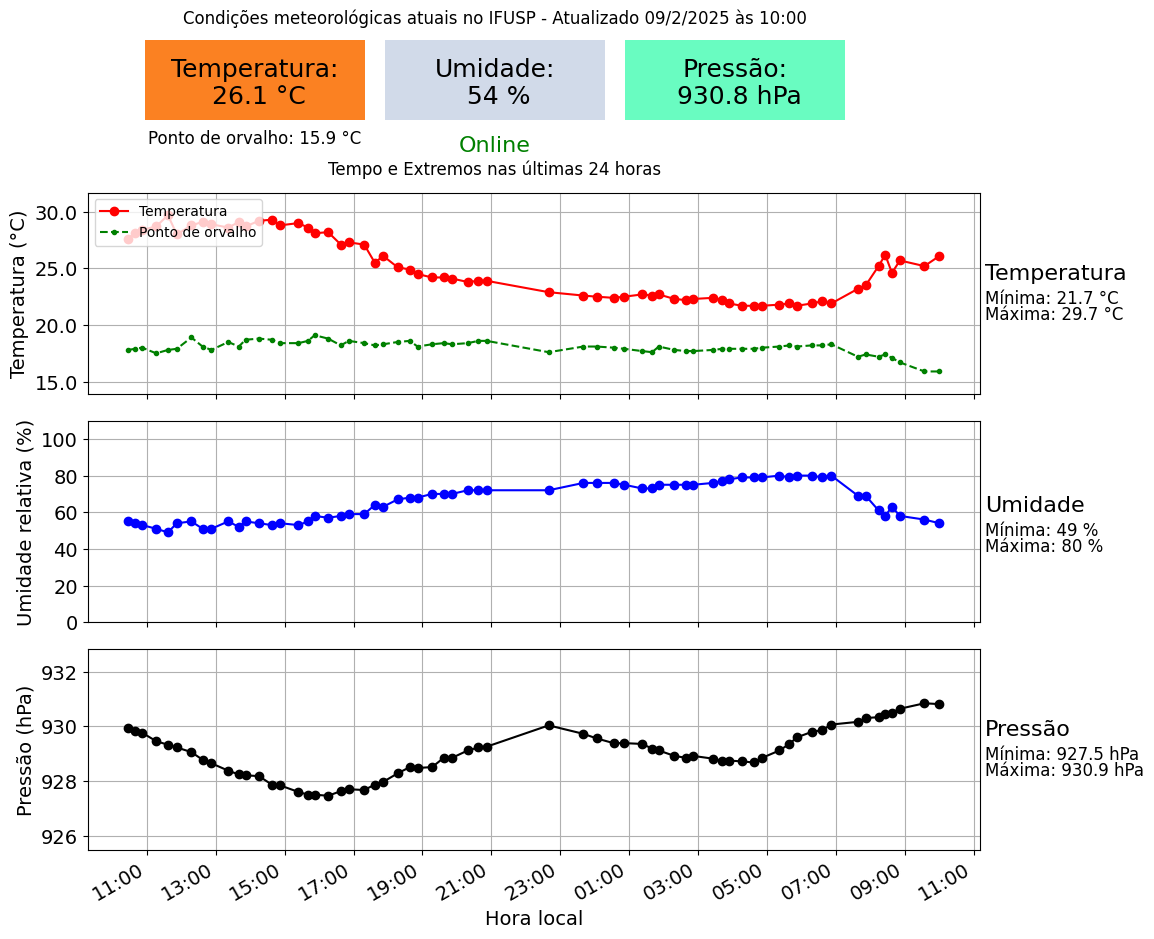 Condições meteorológicas atuais no IFUSP - Atualizado 09/2/2025 às 10:00
Temperatura:
26.1 °C
Umidade:
54 %
Pressão:
930.8 hPa
Ponto de orvalho: 15.9 °C
Online
Tempo e Extremos nas últimas 24 horas
Temperatura (°C)
30.0
25.0
20.0
15.0
Temperatura
Ponto de orvalho
Temperatura
Mínima: 21.7 °C
Máxima: 29.7 °C
Umidade relativa (%)
100
80
60
40
20
0
Umidade
Mínima: 49 %
Máxima: 80 %
Pressão (hPa)
932
930
928
926
Pressão
Mínima: 927.5 hPa
Máxima: 930.9 hPa
11:00 13:00 15:00 17:00 19:00 21:00 23:00 01:00 03:00 05:00 07:00 09:00 11:00
Hora local